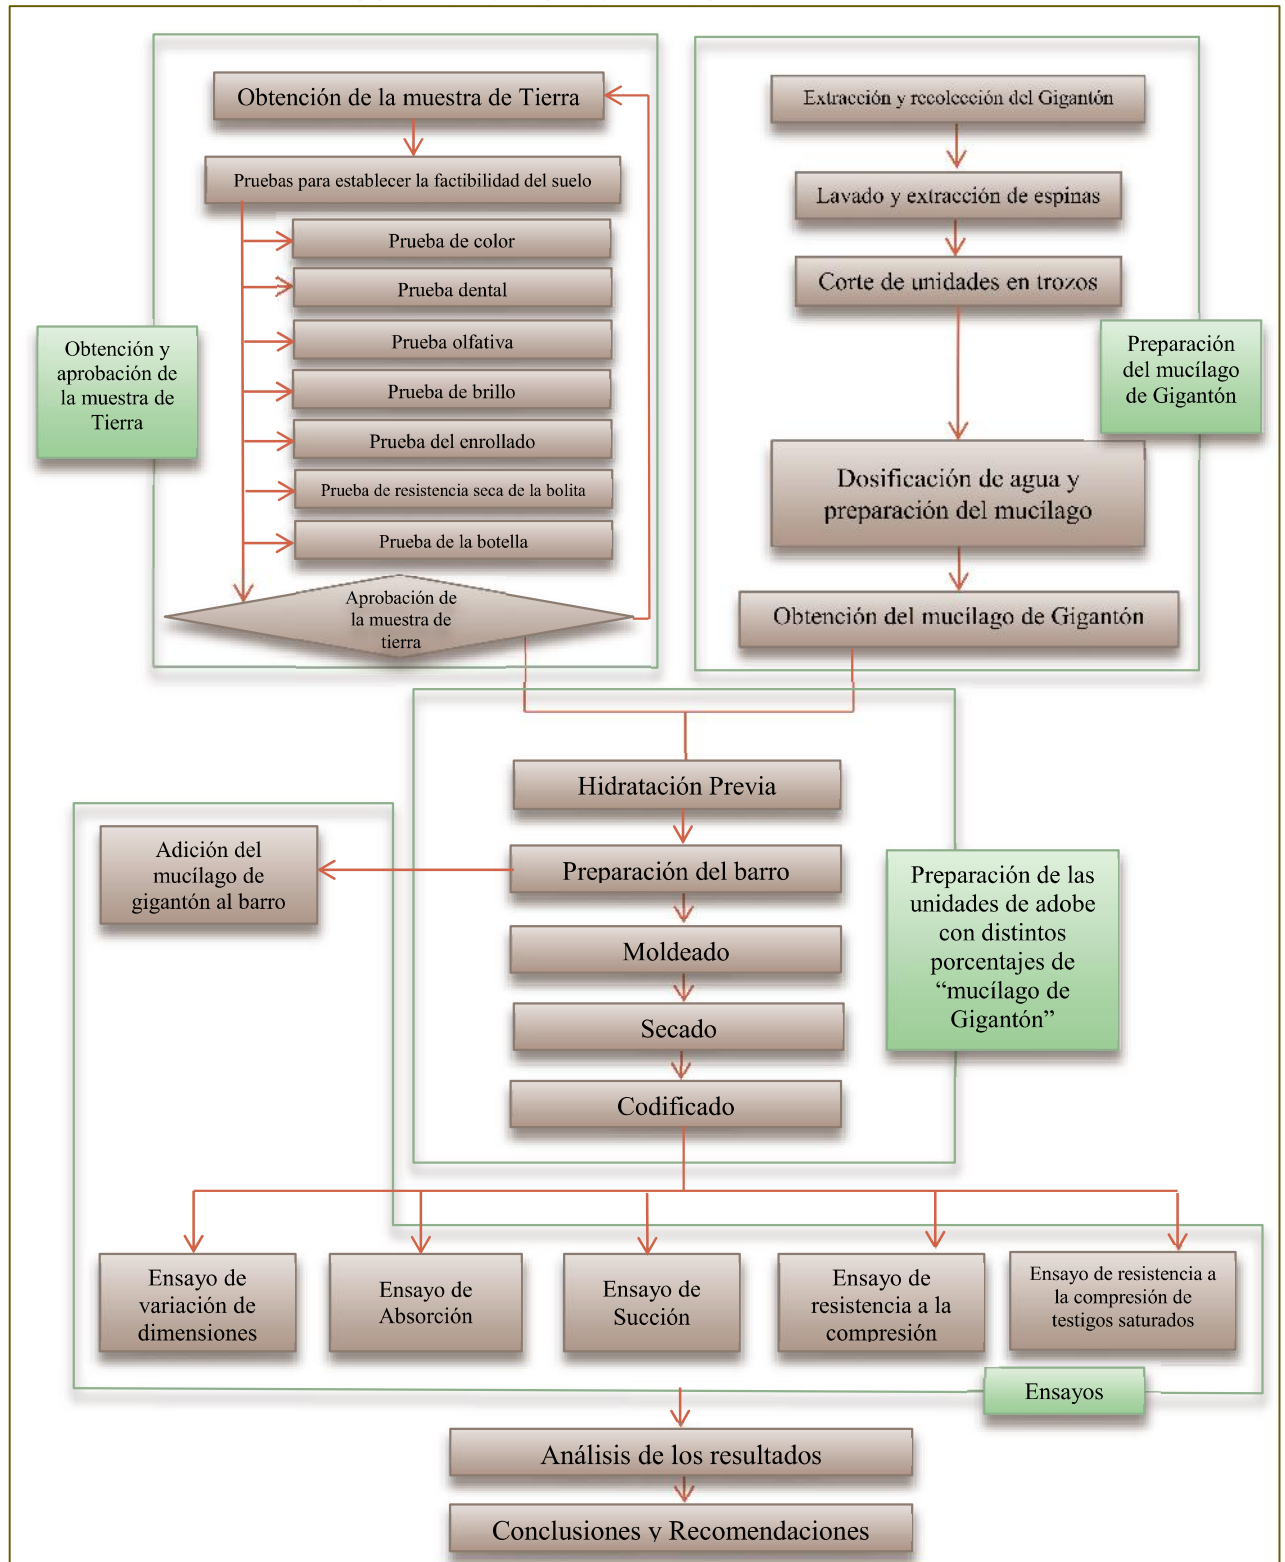 Obtención de la muestra de Tierra
Pruebas para establecer la factibilidad del suelo
Prueba de color
Prueba dental
Prueba olfativa
Prueba de brillo
Prueba del enrollado
Prueba de resistencia seca de la bolita
Prueba de la botella
Aprobación de
la muestra de
tierra
Obtención y
aprobación de
la muestra de
Tierra
Extracción y recolección del Gigantón
Lavado y extracción de espinas
Corte de unidades en trozos
Dosificación de agua y
preparación del mucílago
Obtención del mucílago de Gigantón
Preparación
del mucílago
de Gigantón
Hidratación Previa
Preparación del barro
Adición del
mucílago de
gigantón al barro
Moldeado
Secado
Codificado
Preparación de las
unidades de adobe
con distintos
porcentajes de
“mucílago de
Gigantón”
Ensayo de
variación de
dimensiones
Ensayo de
Absorción
Ensayo de
Succión
Ensayo de
resistencia a la
compresión
Ensayo de resistencia a
la compresión de
testigos saturados
Ensayos
Análisis de los resultados
Conclusiones y Recomendaciones